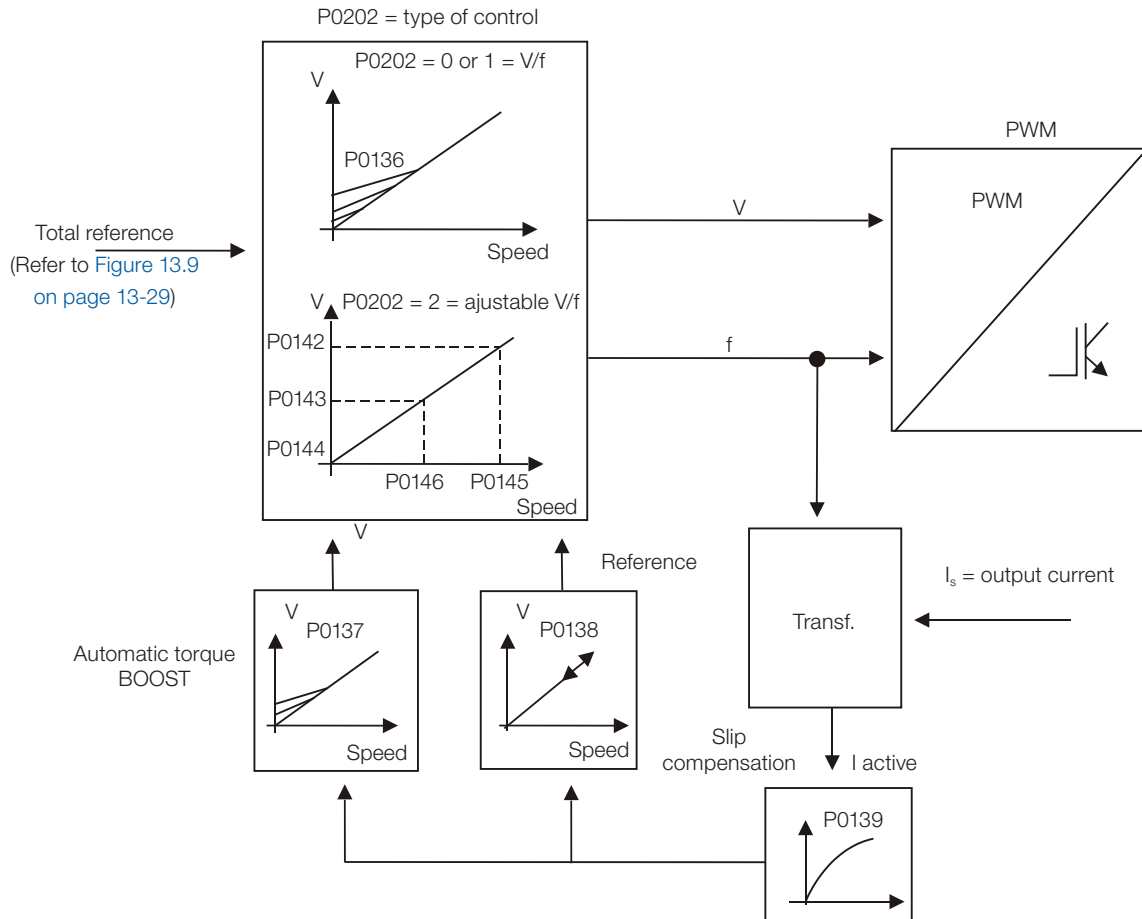 P0202 = type of control
P0202 = 0 or 1 = V/f
V
P0136
Speed
Total reference
(Refer to Figure 13.9
on page 13-29)
V
P0202 = 2 = ajustable V/f
P0142
P0143
P0144
P0146
P0145
Speed
V
f
PWM
PWM
V
Reference
Automatic torque
BOOST
V
P0137
Speed
V
P0138
Speed
Transf.
Is = output current
Slip
compensation
I active
P0139